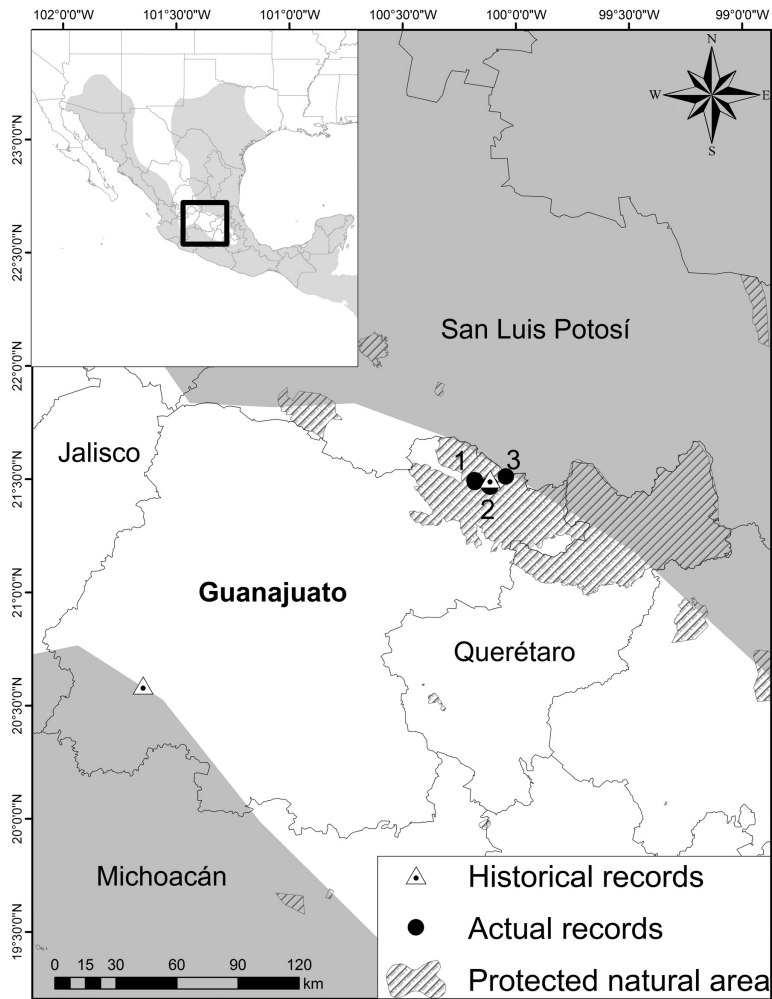 102°0'0"W 101°30'0"W 101°0'0"W 100°30'0"W 100°0'0"W 99°30'0"W 99°0'0"W
N
W E
S
23°0'0"N
22°30'0"N
22°0'0"N
21°30'0"N
21°0'0"N
20°30'0"N
20°0'0"N
19°30'0"N
San Luis Potosí
Jalisco
1
3
2
Guanajuato
Querétaro
Michoacán
Historical records
Actual records
Protected natural area
0 15 30 60 90 120
km